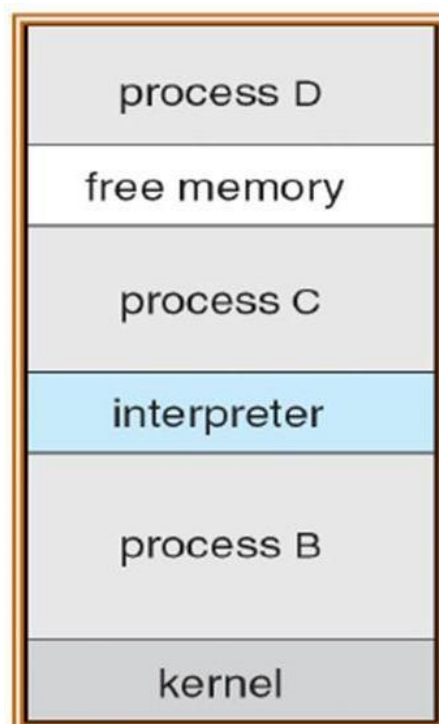 process D
free memory
process C
interpreter
process B
kernel